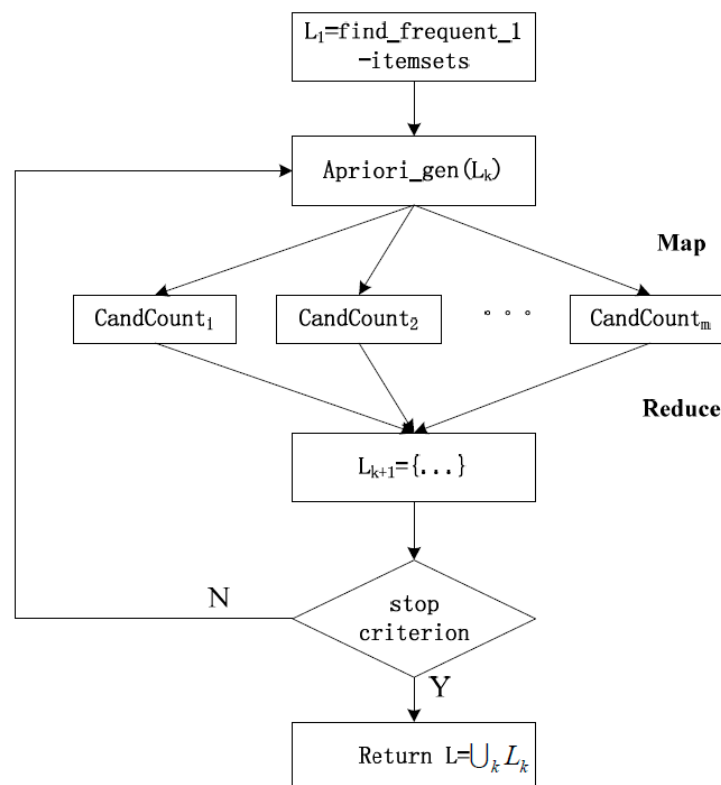 L₁=find_frequent_1
-itemsets
Apriori_gen(Lₖ)
Map
CandCount₁
CandCount₂
。。。
CandCountₘ
Reduce
Lₖ₊₁={...}
stop
criterion
N
Y
Return L=⋃ₖ Lₖ